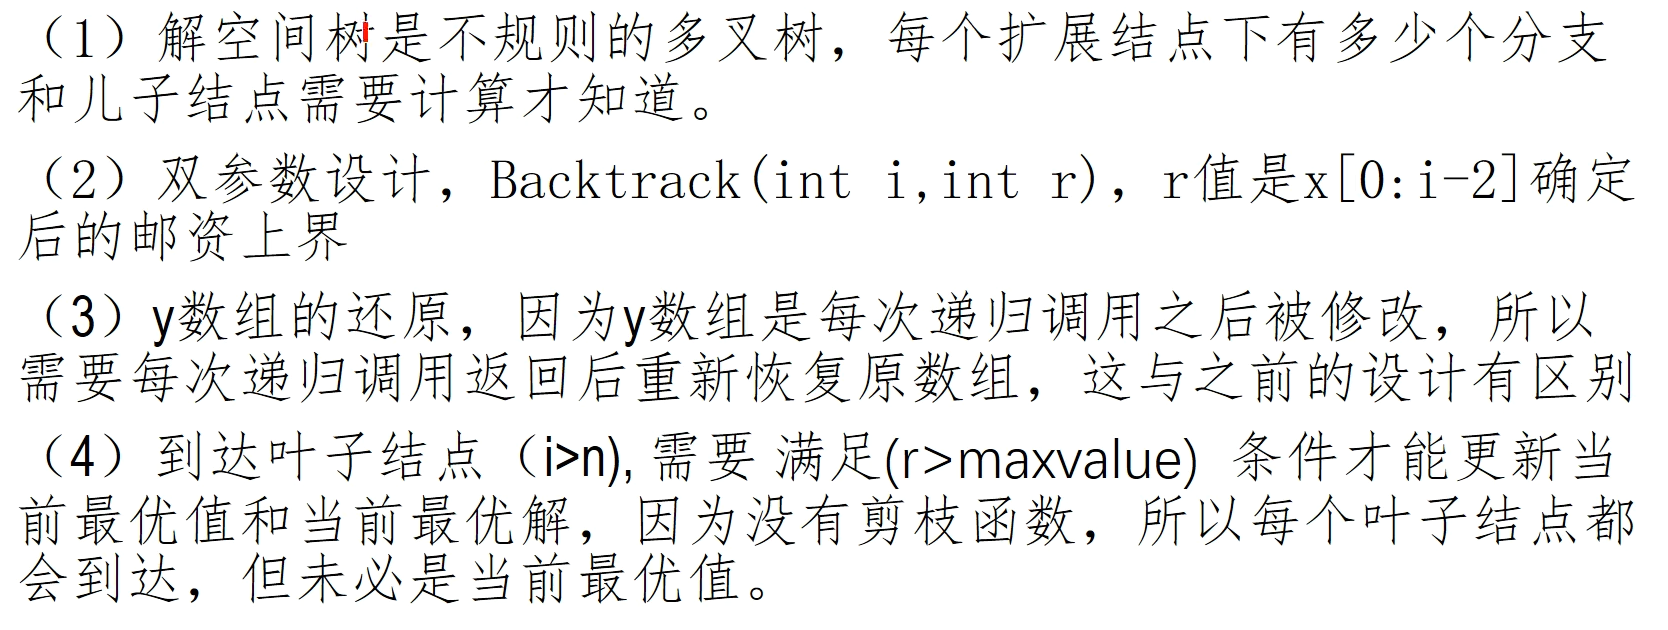 （1）解空间树是不规则的多叉树，每个扩展结点下有多少个分支
和儿子结点需要计算才知道。
（2）双参数设计，Backtrack(int i,int r)，r值是x[0:i-2]确定
后的邮资上界
（3）y数组的还原，因为y数组是每次递归调用之后被修改，所以
需要每次递归调用返回后重新恢复原数组，这与之前的设计有区别
（4）到达叶子结点（i>n),需要 满足(r>maxvalue) 条件才能更新当
前最优值和当前最优解，因为没有剪枝函数，所以每个叶子结点都
会到达，但未必是当前最优值。